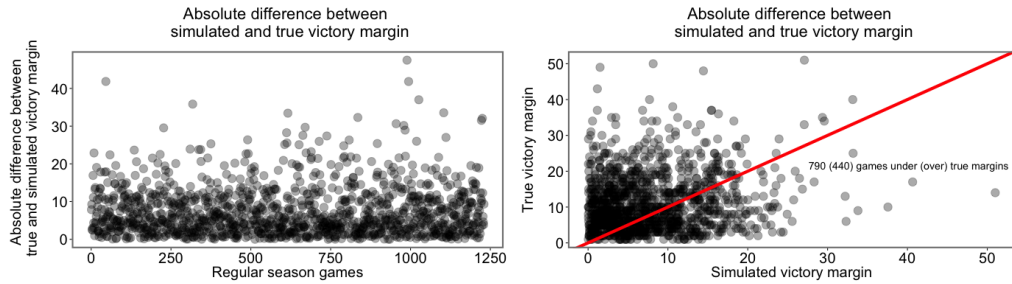 Absolute difference between
simulated and true victory margin
Absolute difference between
true and simulated victory margin
40
30
20
10
0
0 250 500 750 1000 1250
Regular season games
Absolute difference between
simulated and true victory margin
True victory margin
50
40
30
20
10
0
790 (440) games under (over) true margins
0 10 20 30 40 50
Simulated victory margin